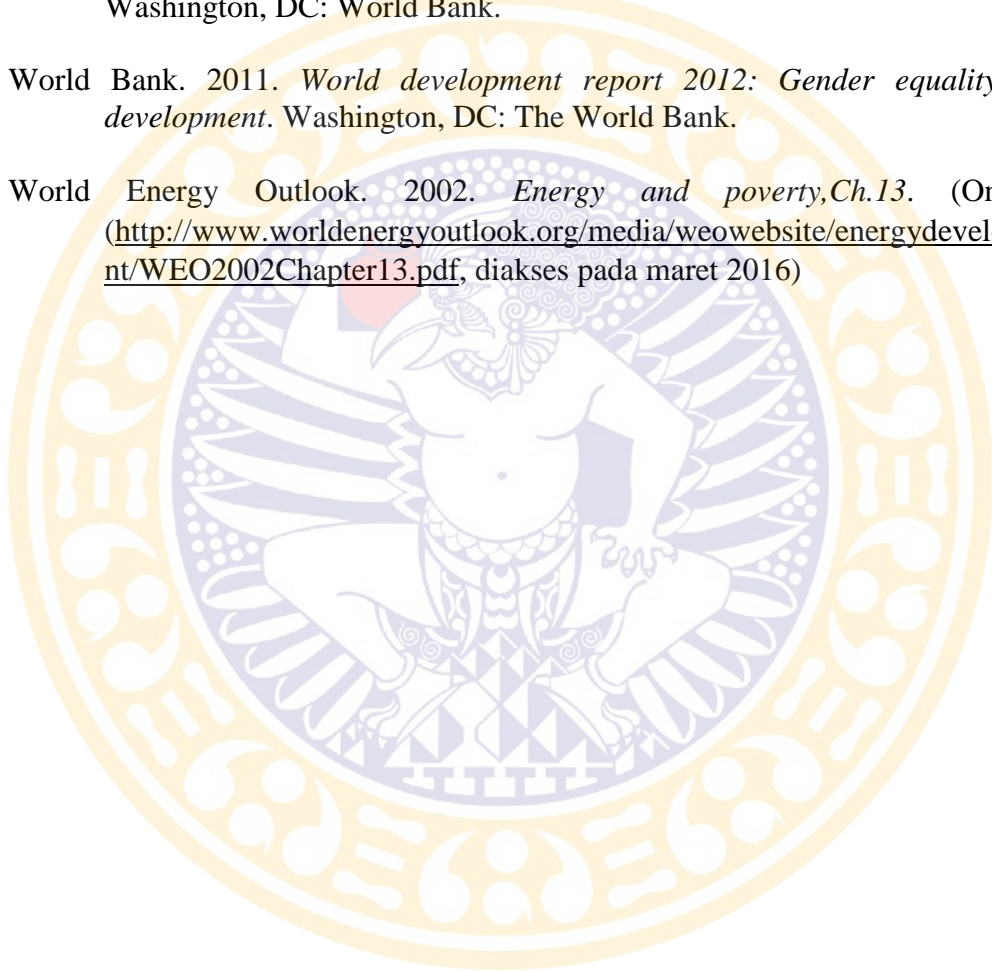 Washington, DC: World Bank.
World Bank. 2011. World development report 2012: Gender equality
development. Washington, DC: The World Bank.
World Energy Outlook. 2002. Energy and poverty,Ch.13. (On
(http://www.worldenergyoutlook.org/media/weowebsite/energydevel
nt/WEO2002Chapter13.pdf, diakses pada maret 2016)